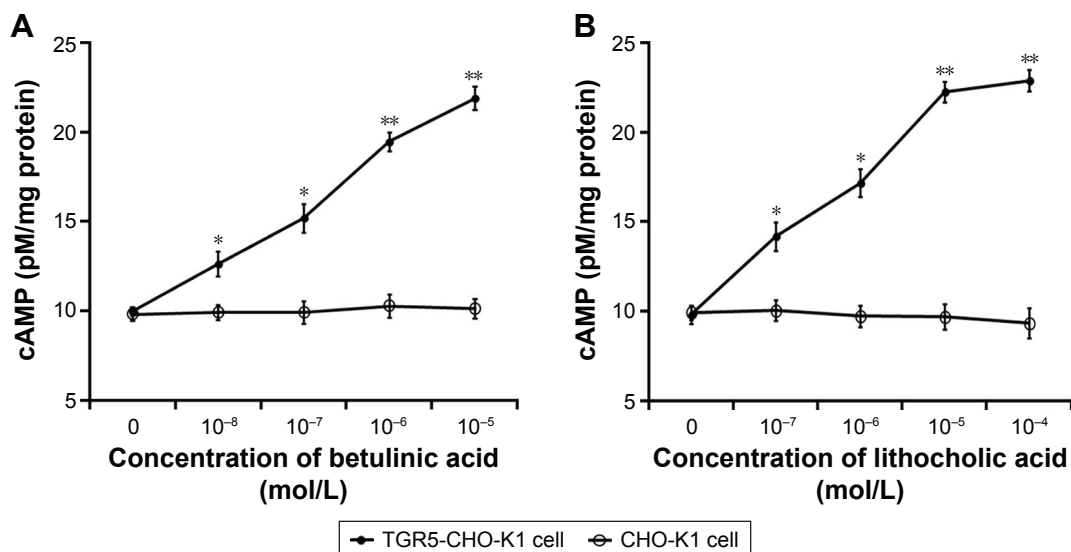 A
25
20
15
10
5
cAMP (pM/mg protein)
*
*
**
**
0 10⁻⁸ 10⁻⁷ 10⁻⁶ 10⁻⁵
Concentration of betulinic acid
(mol/L)
B
25
20
15
10
5
cAMP (pM/mg protein)
*
*
**
**
0 10⁻⁷ 10⁻⁶ 10⁻⁵ 10⁻⁴
Concentration of lithocholic acid
(mol/L)
TGR5-CHO-K1 cell CHO-K1 cell